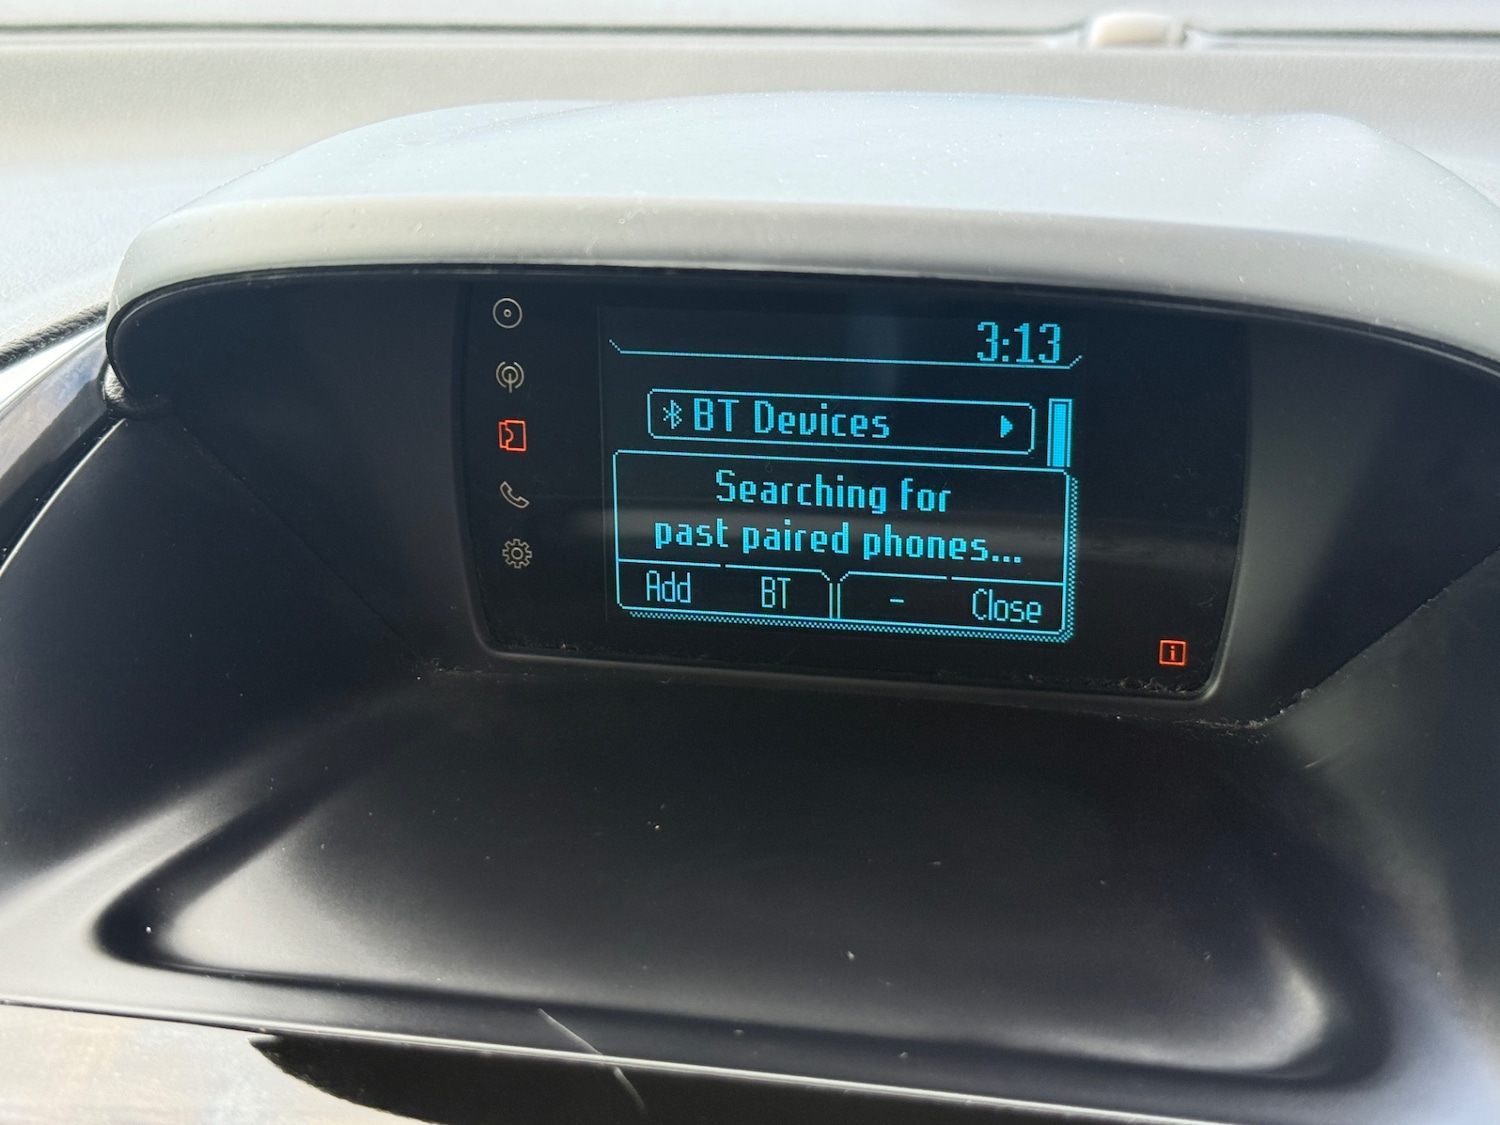 3:13
BT Devices
Searching for
past paired phones...
Add BT - Close
i